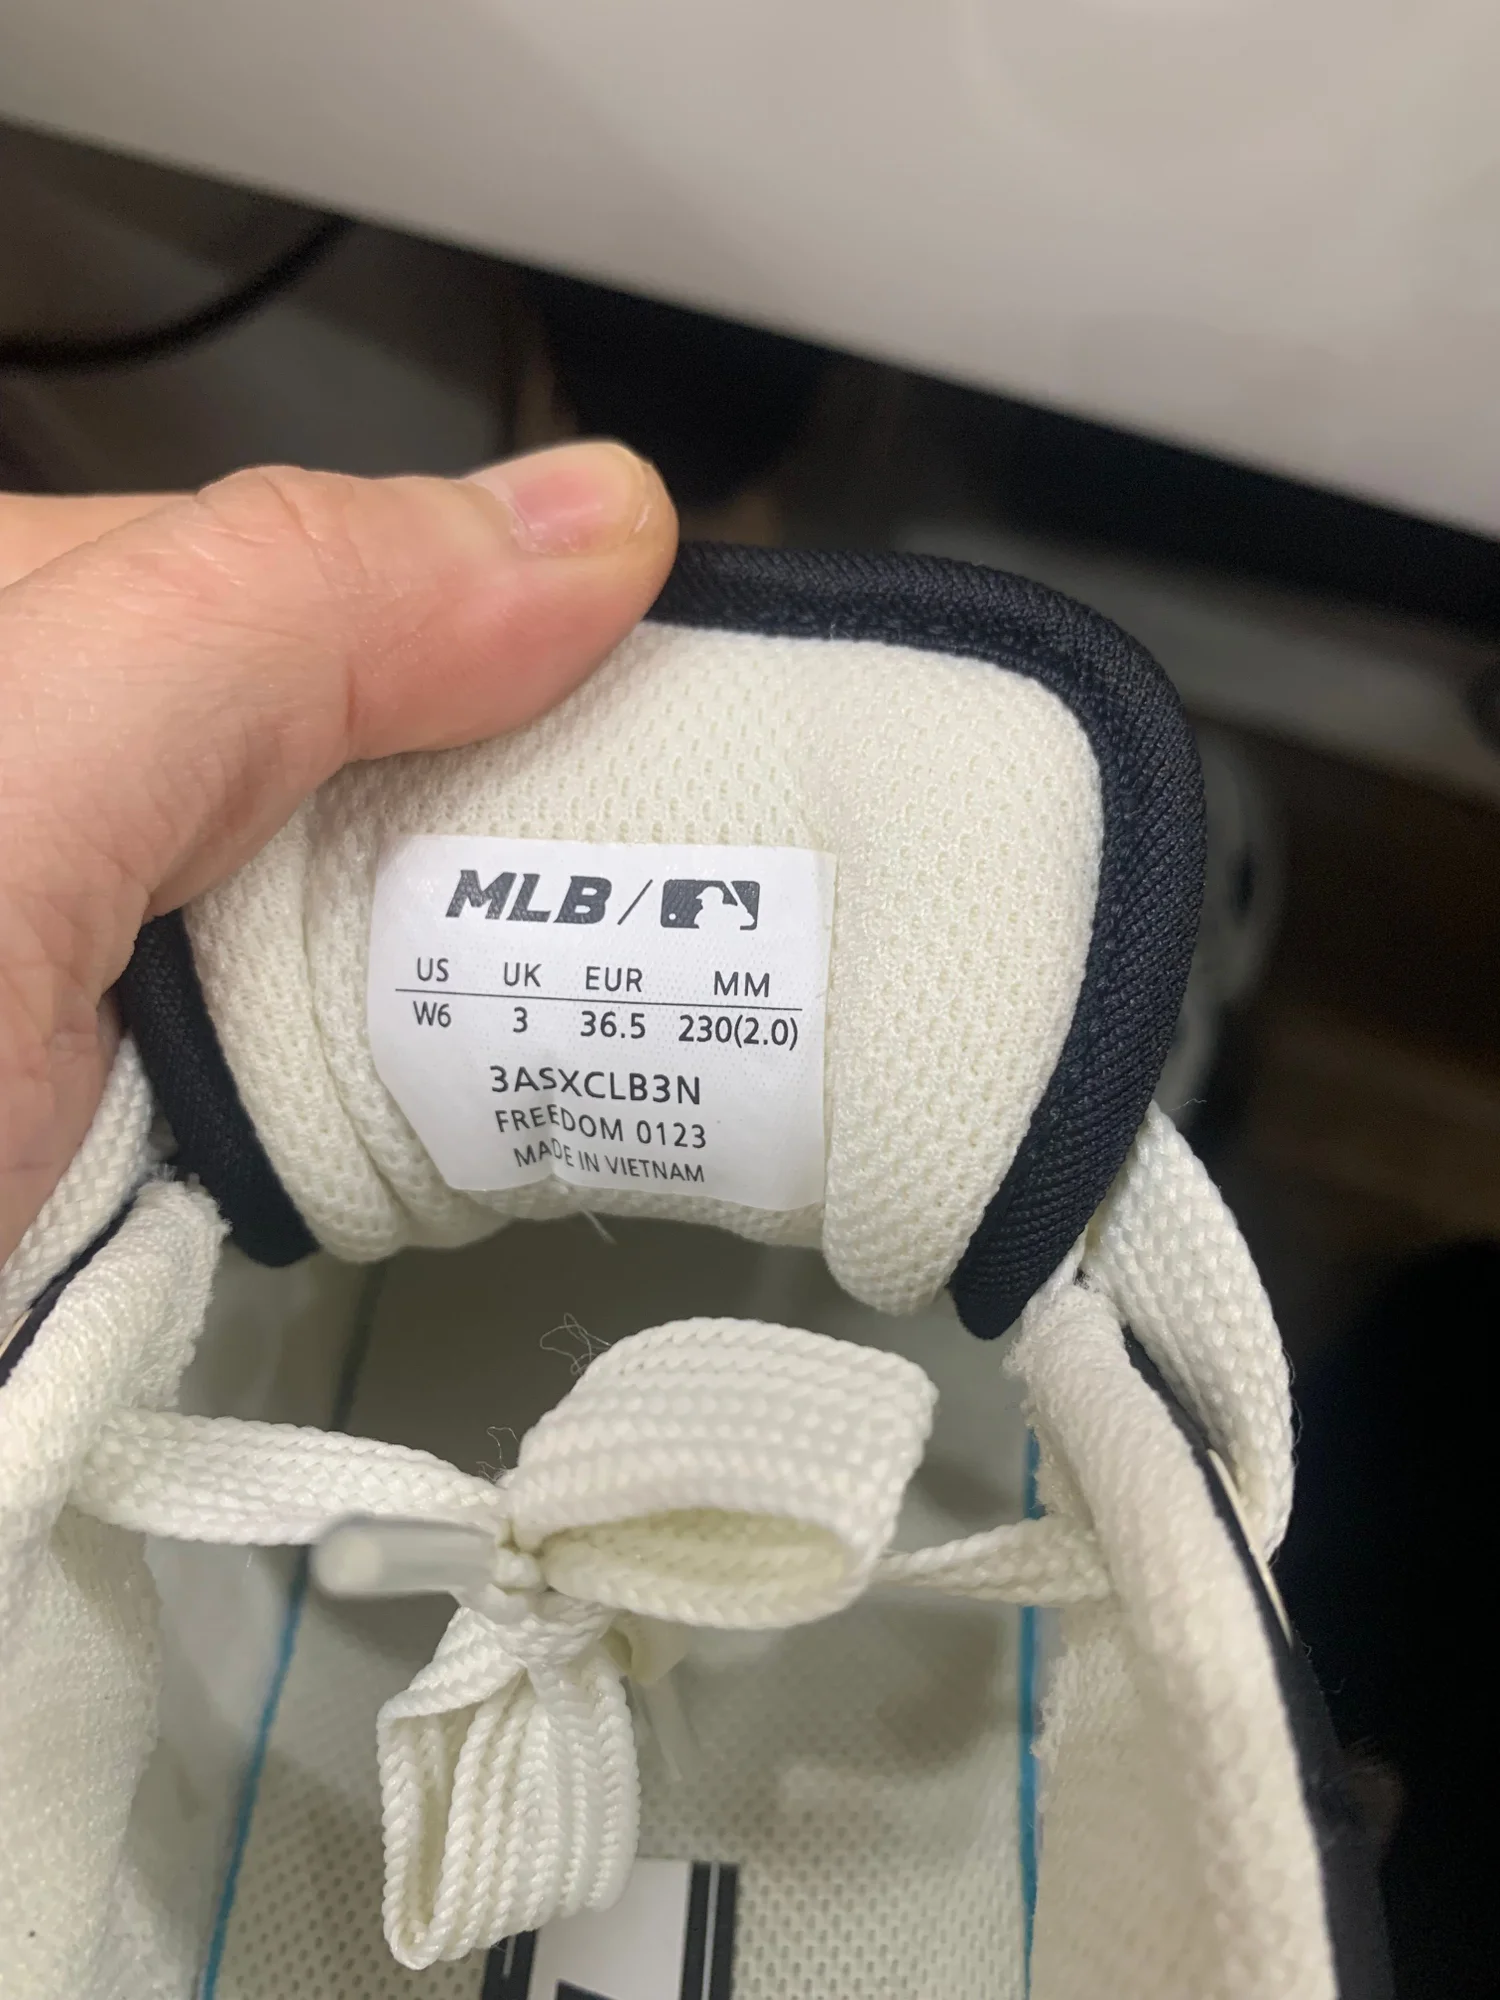 MLB /
US UK EUR MM
W6 3 36.5 230(2.0)
3ASXCLB3N
FREEDOM 0123
MADE IN VIETNAM